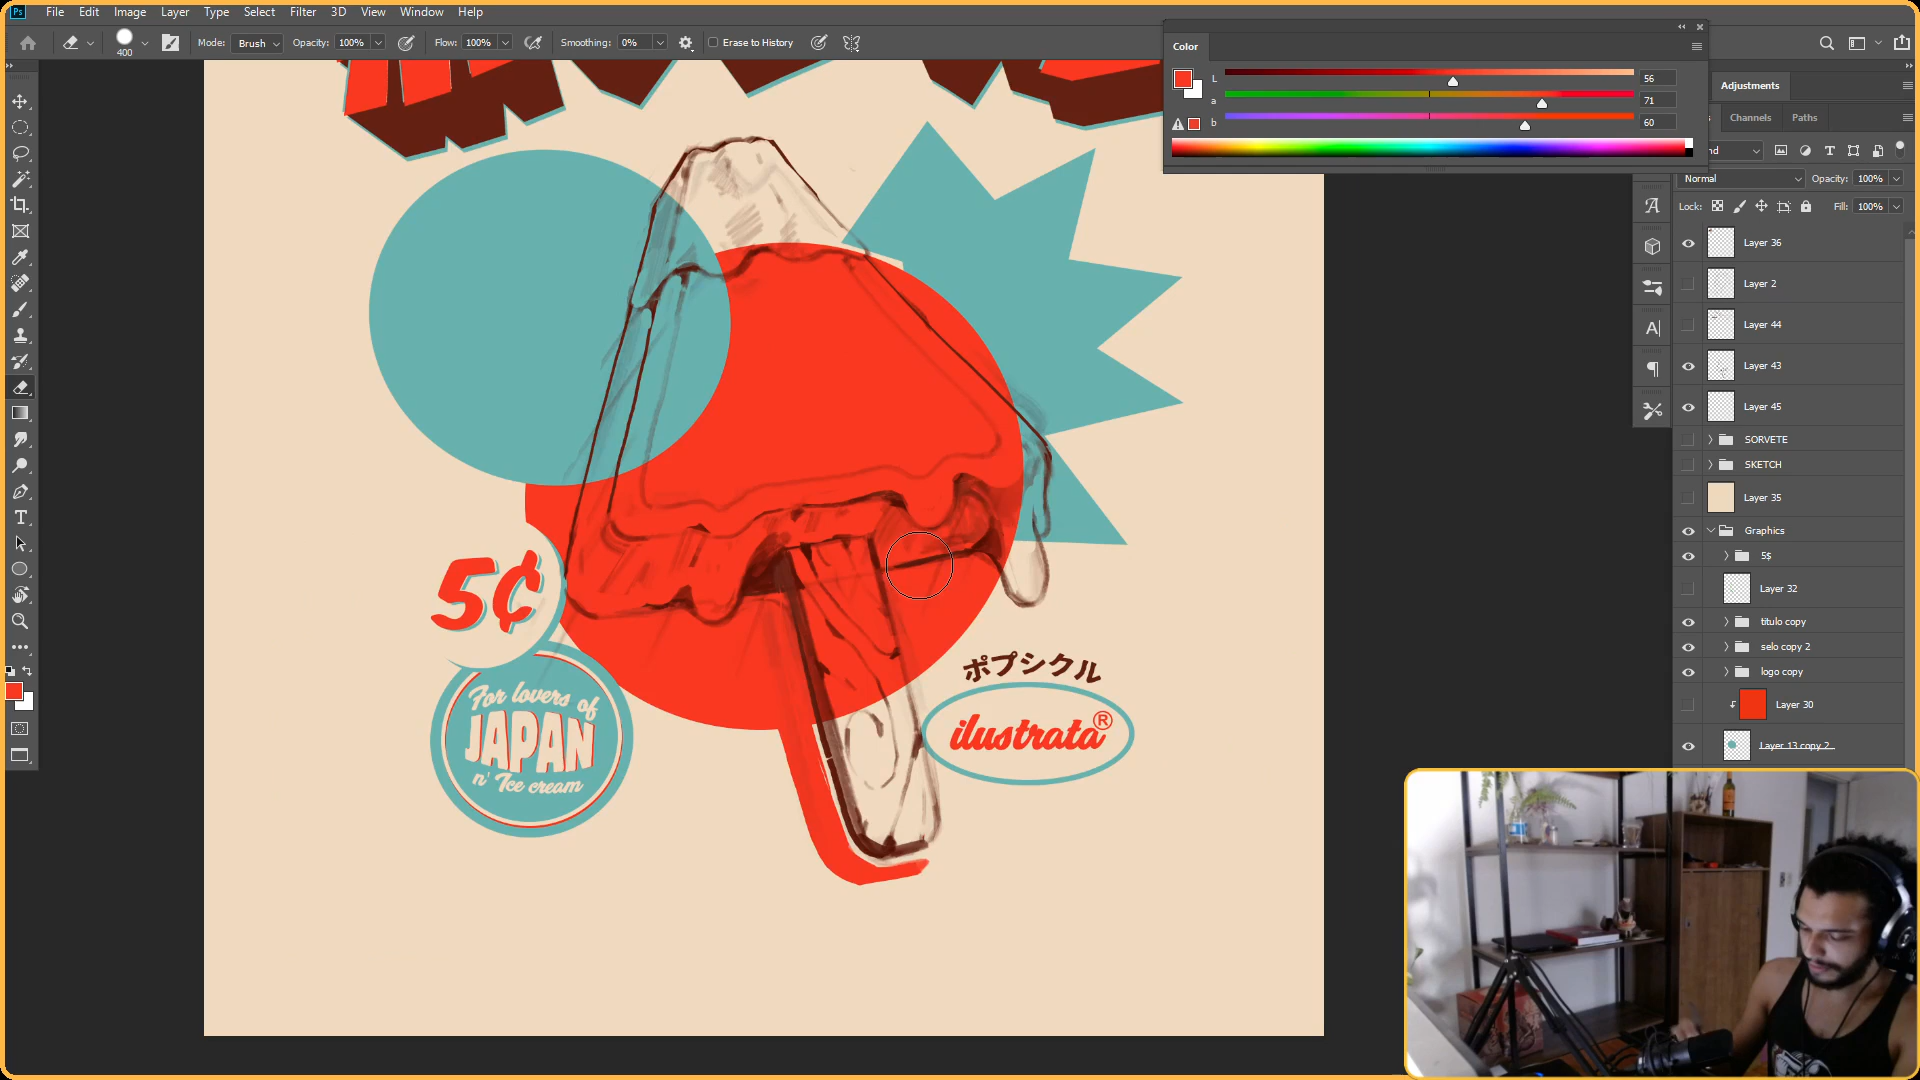 Ps File Edit Image Layer Type Select Filter 3D View Window Help
400 Mode: Brush Opacity: 100% Flow: 100% Smoothing: 0% Erase to History
Color
L 56
a 71
b 60
Adjustments
Channels Paths
nd
Normal Opacity: 100%
Lock: Fill: 100%
Layer 36
Layer 2
Layer 44
Layer 43
Layer 45
SORVETE
SKETCH
Layer 35
Graphics
5$
Layer 32
titulo copy
selo copy 2
logo copy
Layer 30
Layer 13 copy 2
5¢
For lovers of
JAPAN
n' Ice cream
ポプシクル
ilustrata®